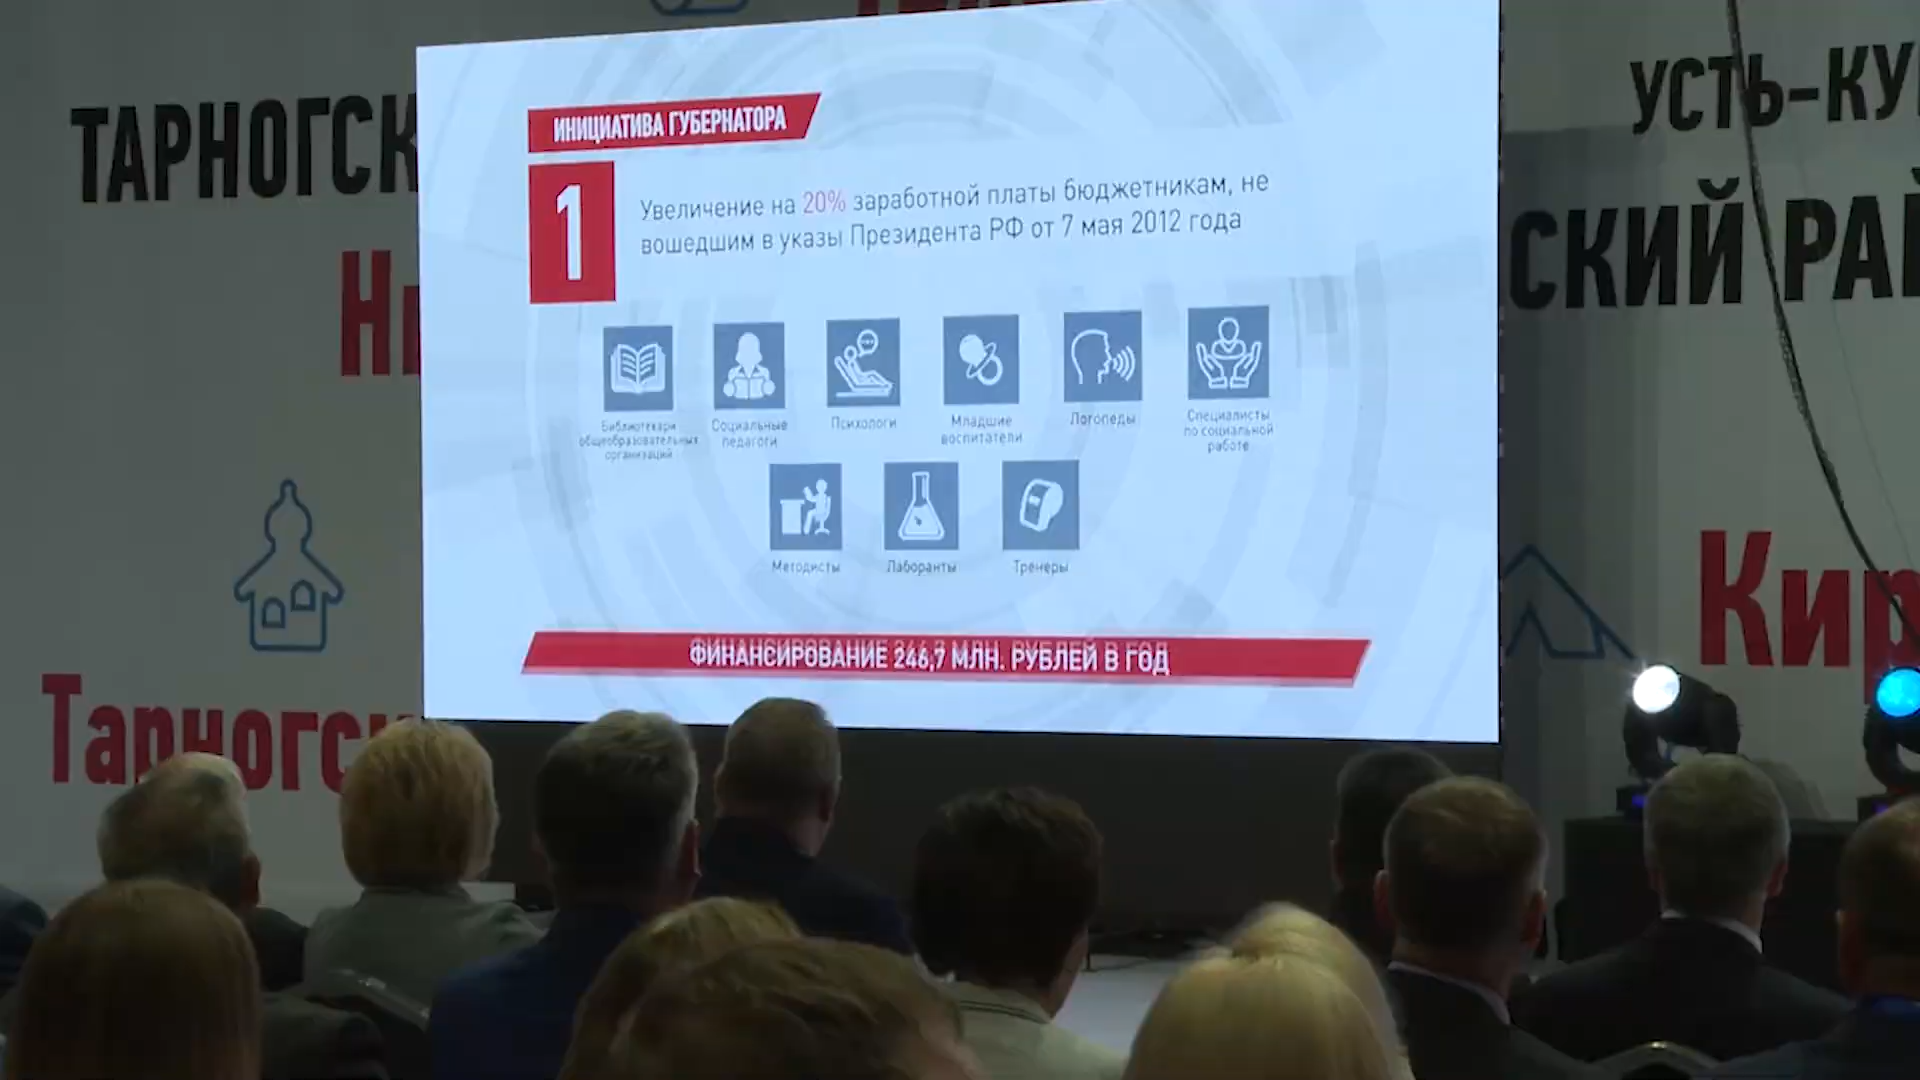 ТАРНОГСК
УСТЬ-КУ
СКИЙ РАЙ
Кир
Тарногск
ИНИЦИАТИВА ГУБЕРНАТОРА
1
Увеличение на 20% заработной платы бюджетникам, не
вошедшим в указы Президента РФ от 7 мая 2012 года
Библиотекари
общеобразовательных
организаций
Социальные
педагоги
Психологи
Младшие
воспитатели
Логопеды
Специалисты
по социальной
работе
Методисты
Лаборанты
Тренеры
ФИНАНСИРОВАНИЕ 246,7 МЛН. РУБЛЕЙ В ГОД